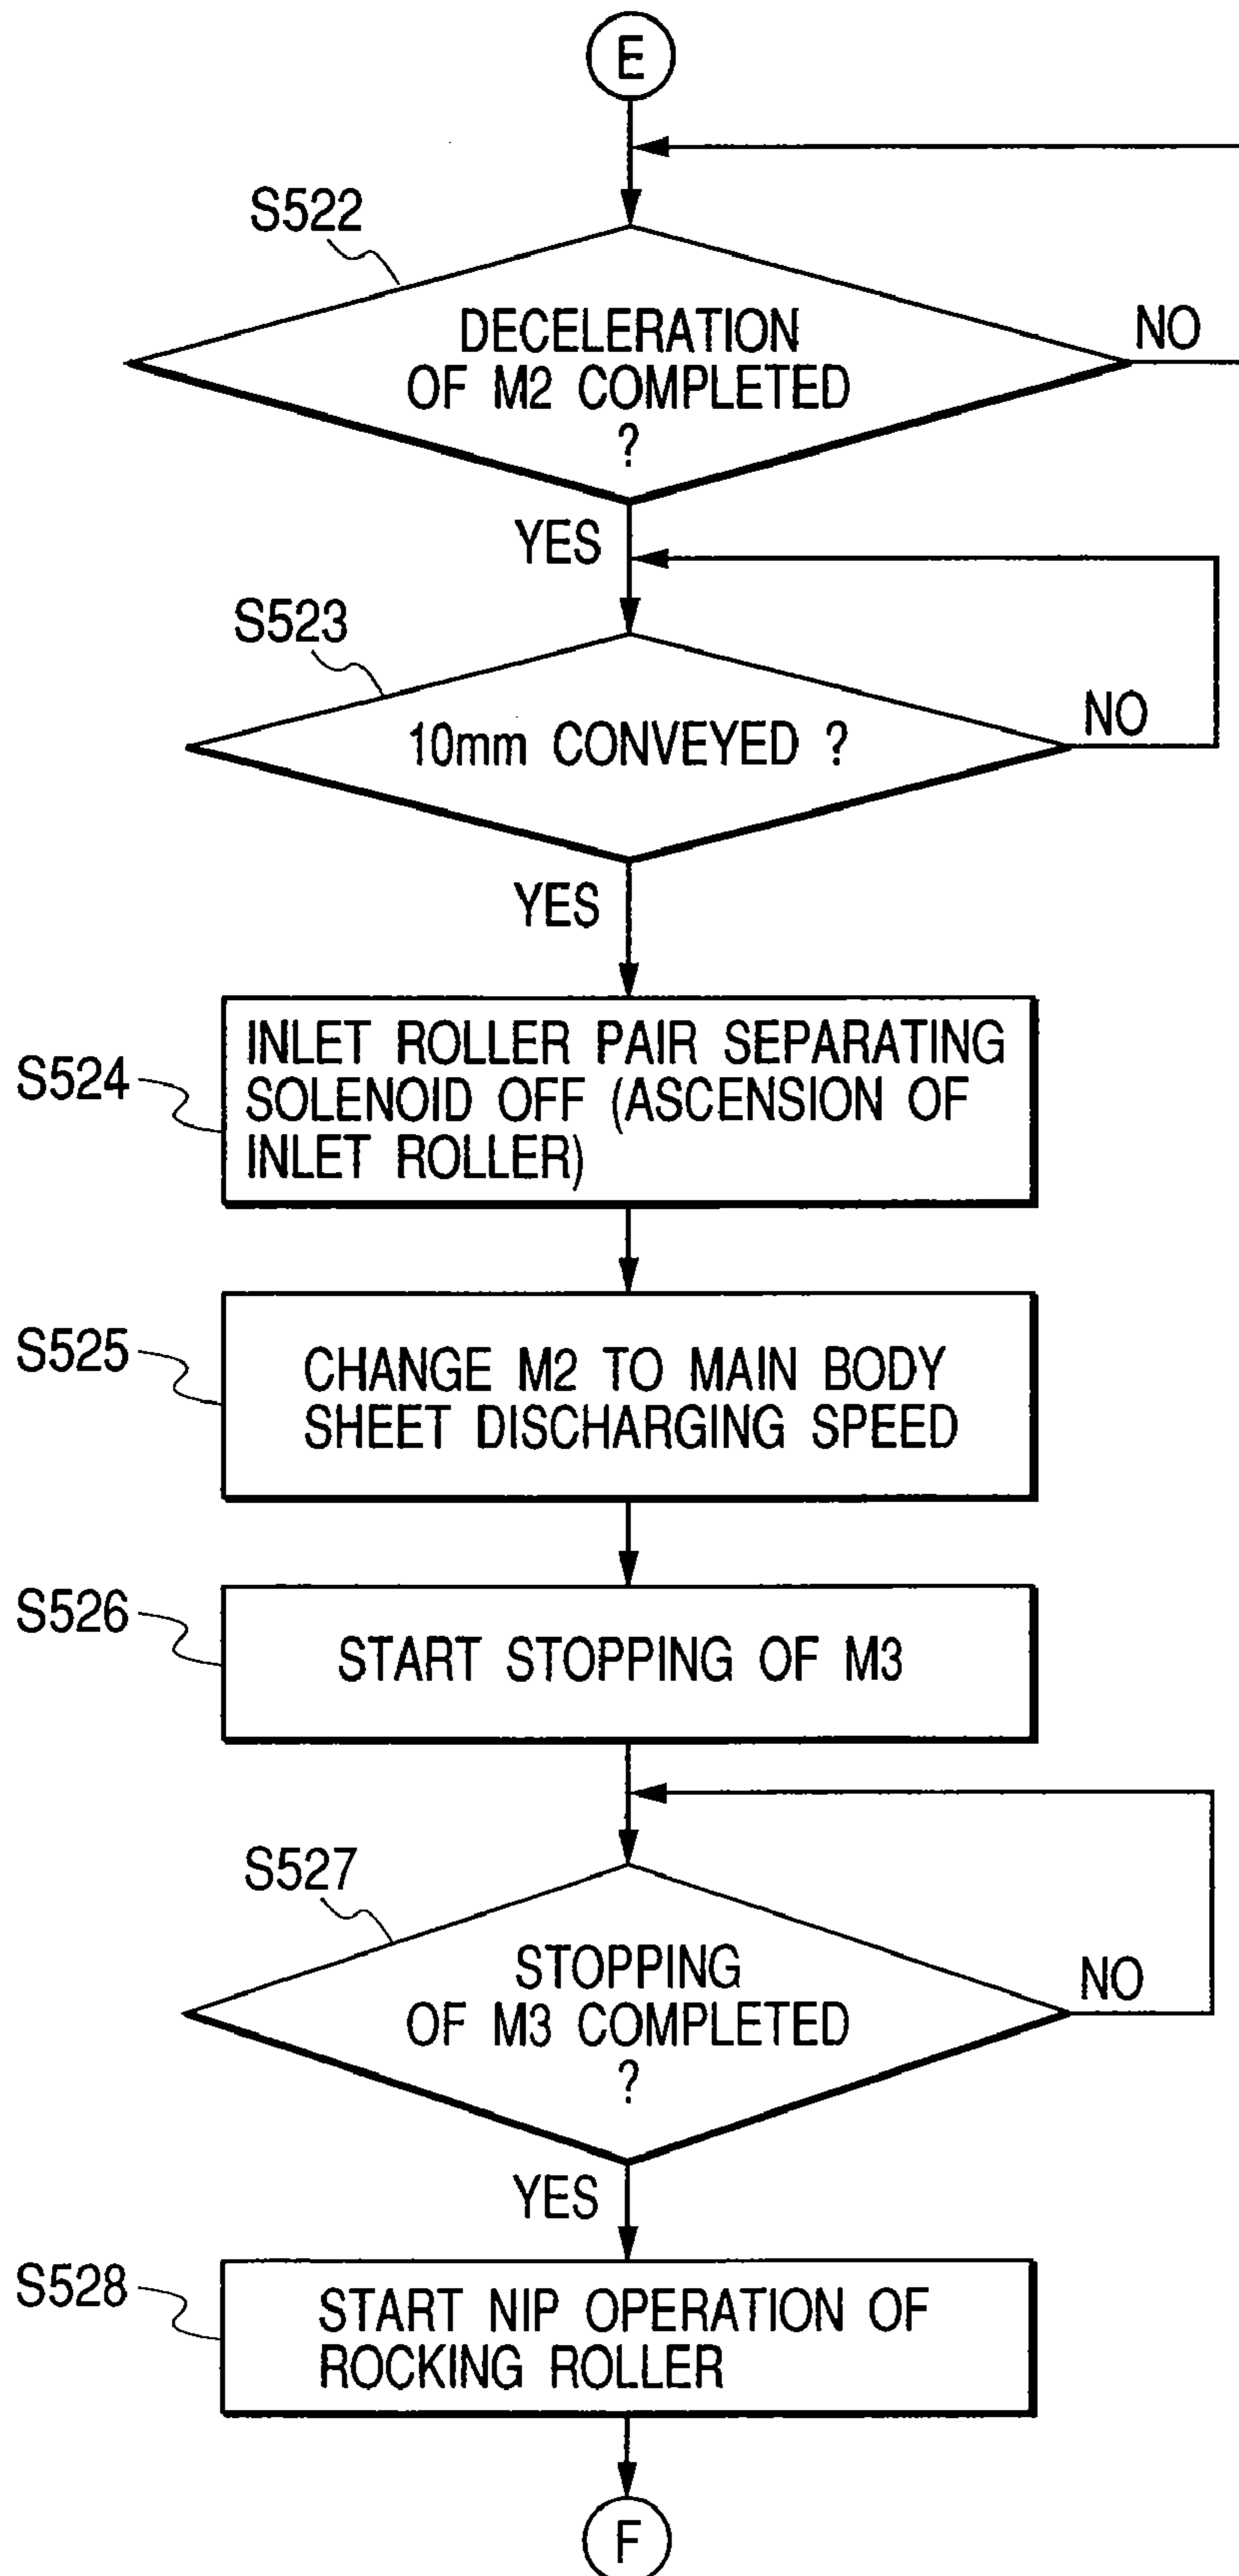 E
S522
DECELERATION
OF M2 COMPLETED
?
NO
YES
S523
10mm CONVEYED ?
NO
YES
S524
INLET ROLLER PAIR SEPARATING
SOLENOID OFF (ASCENSION OF
INLET ROLLER)
S525
CHANGE M2 TO MAIN BODY
SHEET DISCHARGING SPEED
S526
START STOPPING OF M3
S527
STOPPING
OF M3 COMPLETED
?
NO
YES
S528
START NIP OPERATION OF
ROCKING ROLLER
F